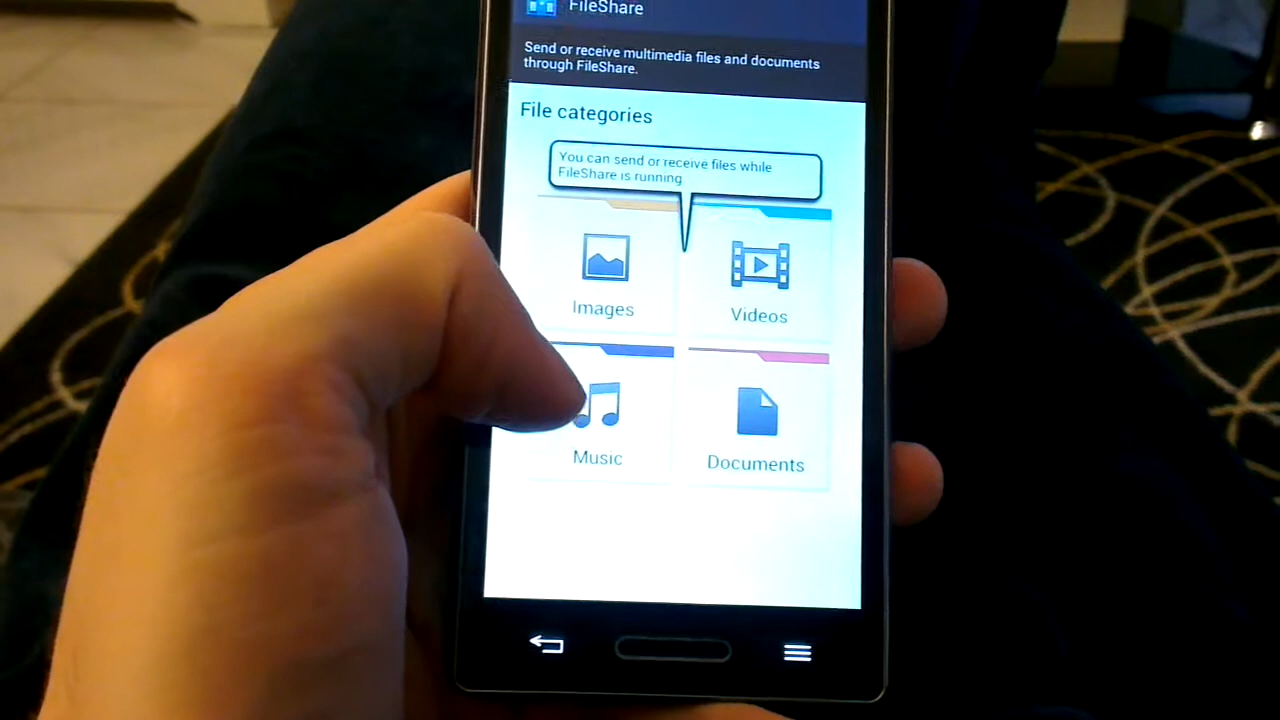 FileShare
Send or receive multimedia files and documents
through FileShare.
File categories
You can send or receive files while
FileShare is running
Images
Videos
Music
Documents